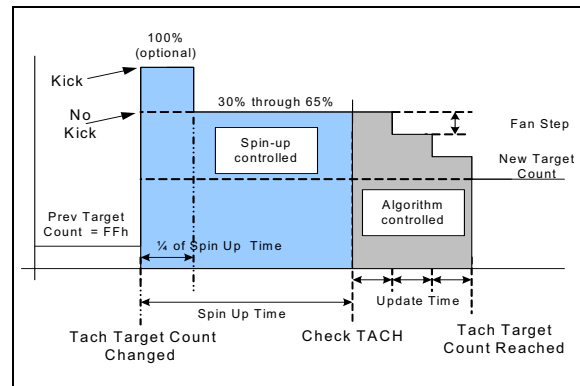 100%
(optional)
Kick
No
Kick
30% through 65%
Fan Step
Spin-up
controlled
New Target
Count
Prev Target
Count = FFh
Algorithm
controlled
¼ of Spin Up Time
Update Time
Spin Up Time
Tach Target Count
Changed
Check TACH
Tach Target
Count Reached